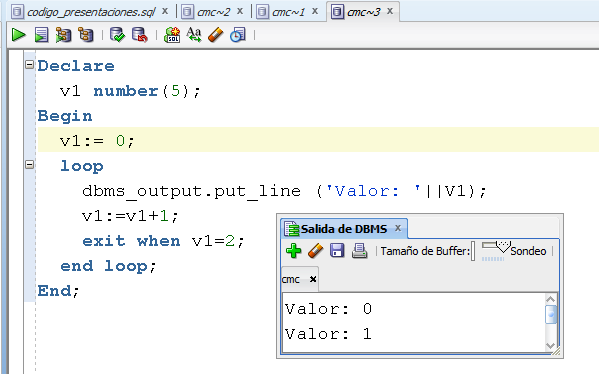 codigo_presentaciones.sql x cmc~2 x cmc~1 x cmc~3 x
Declare
v1 number(5);
Begin
v1:= 0;
loop
dbms_output.put_line ('Valor: '||V1);
v1:=v1+1;
exit when v1=2;
end loop;
End;
Salida de DBMS x
Tamaño de Buffer: Sondeo
cmc x
Valor: 0
Valor: 1